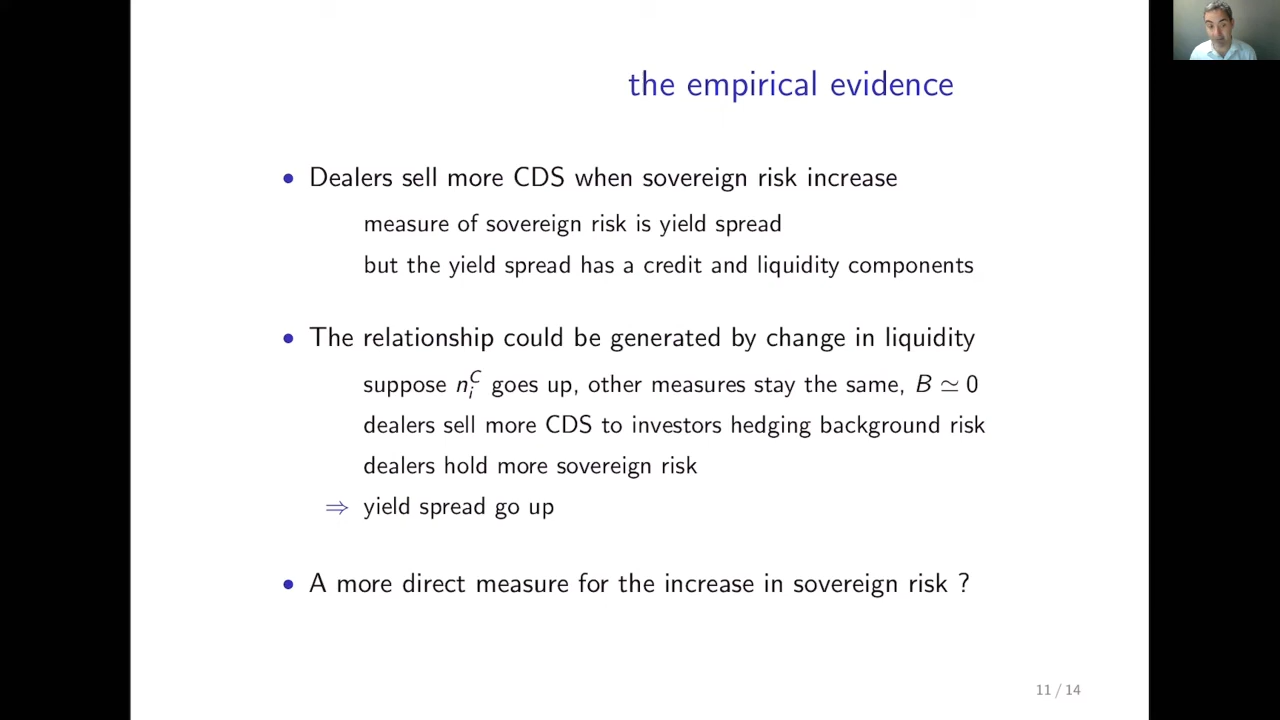 the empirical evidence
• Dealers sell more CDS when sovereign risk increase
measure of sovereign risk is yield spread
but the yield spread has a credit and liquidity components
• The relationship could be generated by change in liquidity
suppose n_i^C goes up, other measures stay the same, B ≃ 0
dealers sell more CDS to investors hedging background risk
dealers hold more sovereign risk
⇒ yield spread go up
• A more direct measure for the increase in sovereign risk ?
11 / 14